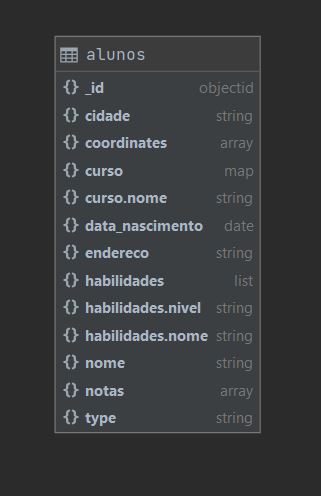 alunos
_id objectid
cidade string
coordinates array
curso map
curso.nome string
data_nascimento date
endereco string
habilidades list
habilidades.nivel string
habilidades.nome string
nome string
notas array
type string